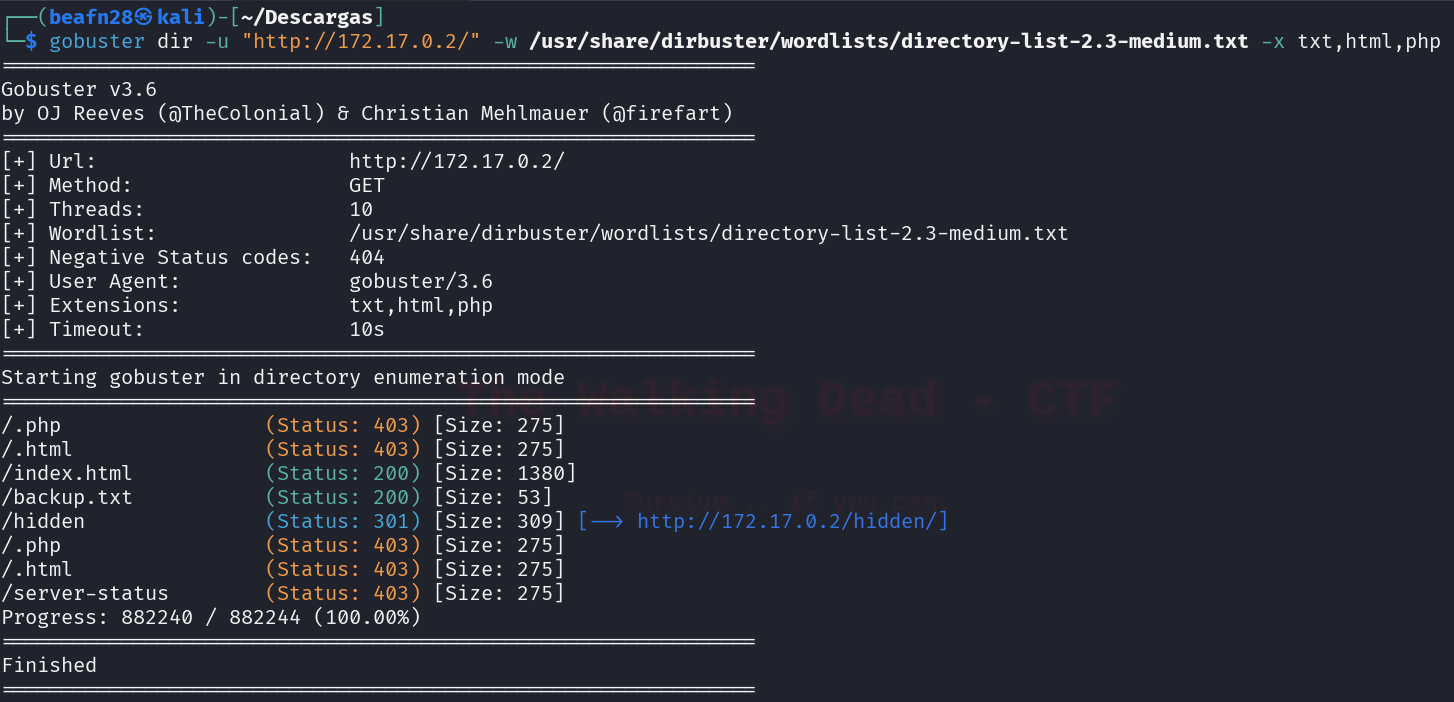 ┌──(beafn28㉿kali)-[~/Descargas]
└─$ gobuster dir -u "http://172.17.0.2/" -w /usr/share/dirbuster/wordlists/directory-list-2.3-medium.txt -x txt,html,php
===============================================================
Gobuster v3.6
by OJ Reeves (@TheColonial) & Christian Mehlmauer (@firefart)
===============================================================
[+] Url:                     http://172.17.0.2/
[+] Method:                  GET
[+] Threads:                 10
[+] Wordlist:                /usr/share/dirbuster/wordlists/directory-list-2.3-medium.txt
[+] Negative Status codes:   404
[+] User Agent:              gobuster/3.6
[+] Extensions:              txt,html,php
[+] Timeout:                 10s
===============================================================
Starting gobuster in directory enumeration mode
===============================================================
The Walking Dead - CTF
/.php                 (Status: 403) [Size: 275]
/.html                (Status: 403) [Size: 275]
/index.html           (Status: 200) [Size: 1380]
/backup.txt           (Status: 200) [Size: 53]
Survive... if you can.
/hidden               (Status: 301) [Size: 309] [--> http://172.17.0.2/hidden/]
/.php                 (Status: 403) [Size: 275]
/.html                (Status: 403) [Size: 275]
/server-status        (Status: 403) [Size: 275]
Progress: 882240 / 882244 (100.00%)
===============================================================
Finished
===============================================================